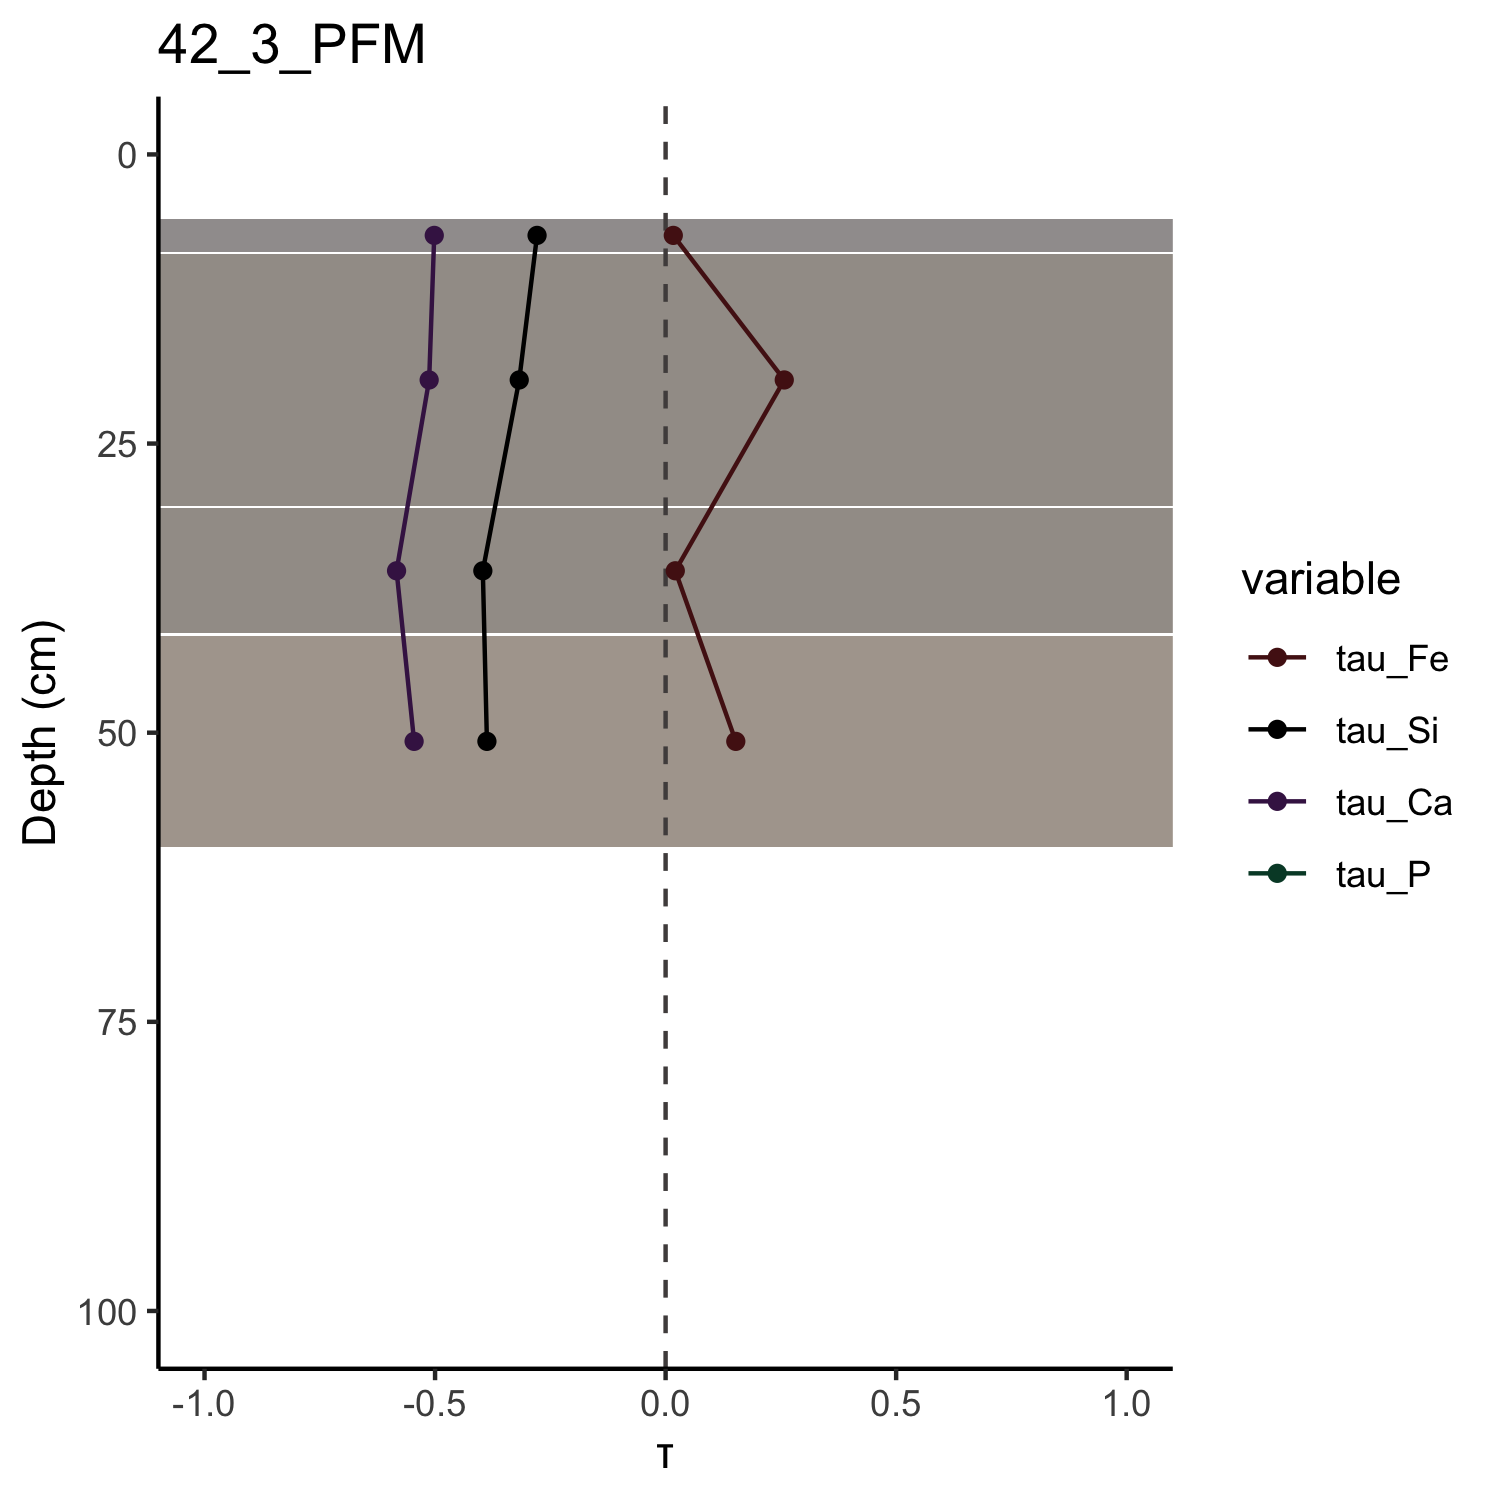 42_3_PFM
0
25
50
75
100
Depth (cm)
-1.0
-0.5
0.0
0.5
1.0
τ
variable
tau_Fe
tau_Si
tau_Ca
tau_P